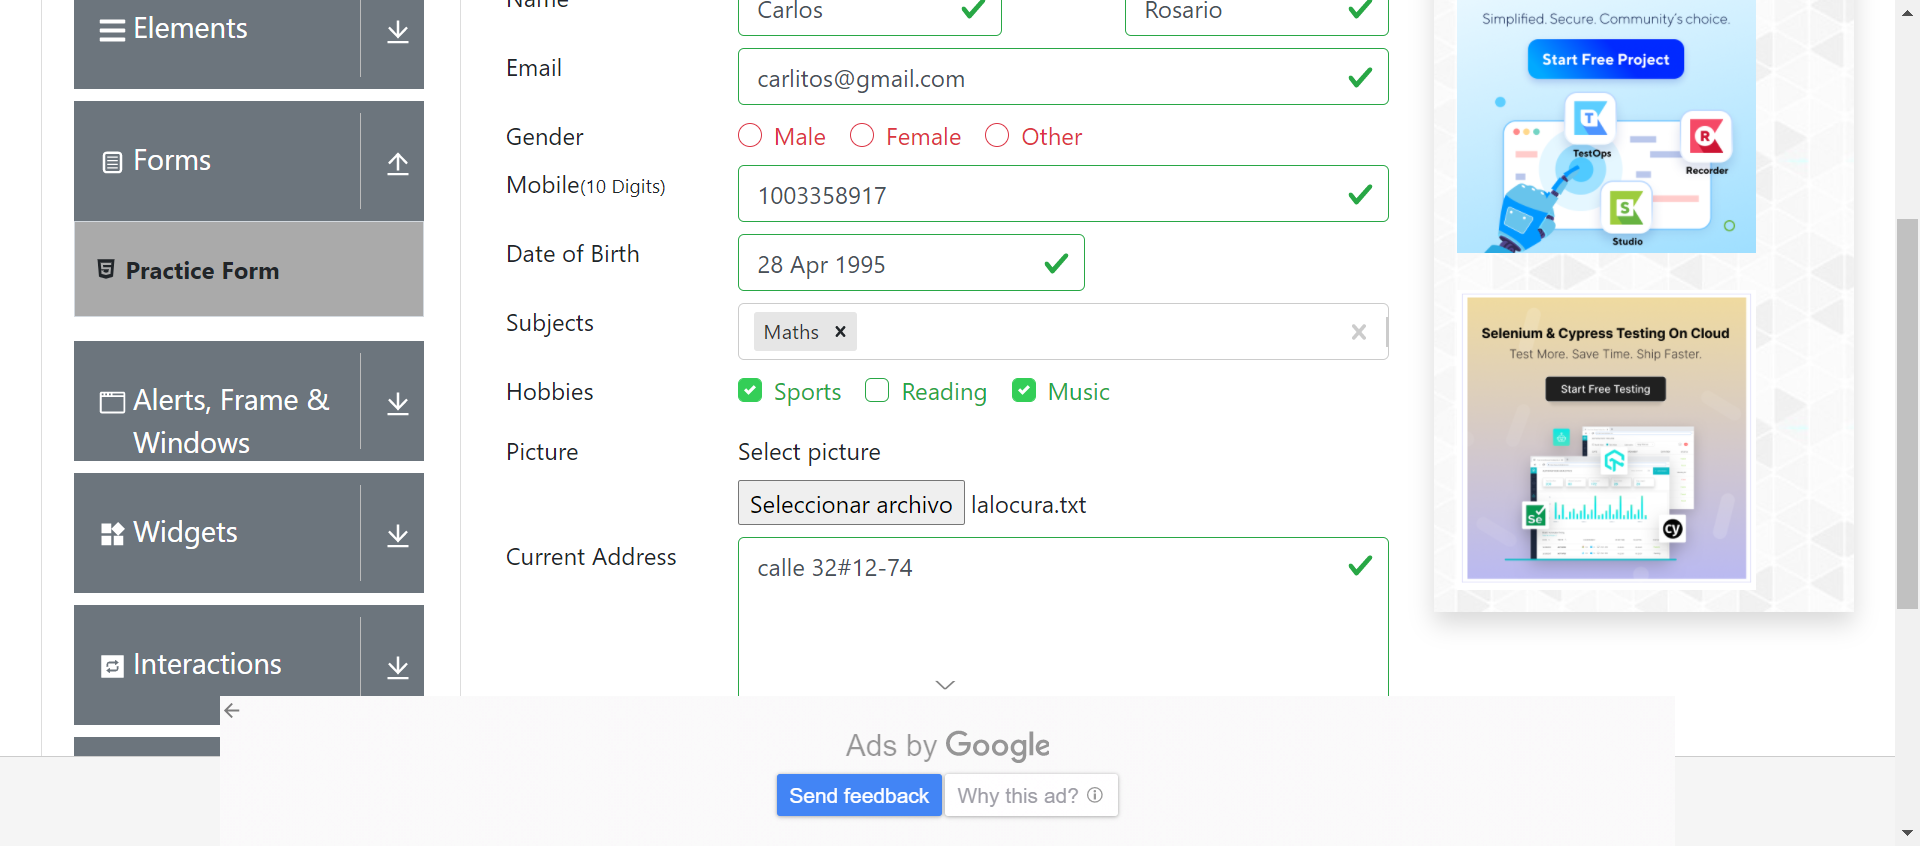 Elements
Forms
Practice Form
Alerts, Frame &
Windows
Widgets
Interactions
Name
Carlos
Rosario
Email
carlitos@gmail.com
Gender
Male
Female
Other
Mobile(10 Digits)
1003358917
Date of Birth
28 Apr 1995
Subjects
Maths
Hobbies
Sports
Reading
Music
Picture
Select picture
Seleccionar archivo
lalocura.txt
Current Address
calle 32#12-74
Simplified. Secure. Community's choice.
Start Free Project
TestOps
Recorder
Studio
Selenium & Cypress Testing On Cloud
Test More. Save Time. Ship Faster.
Start Free Testing
Se
cy
Ads by Google
Send feedback
Why this ad?